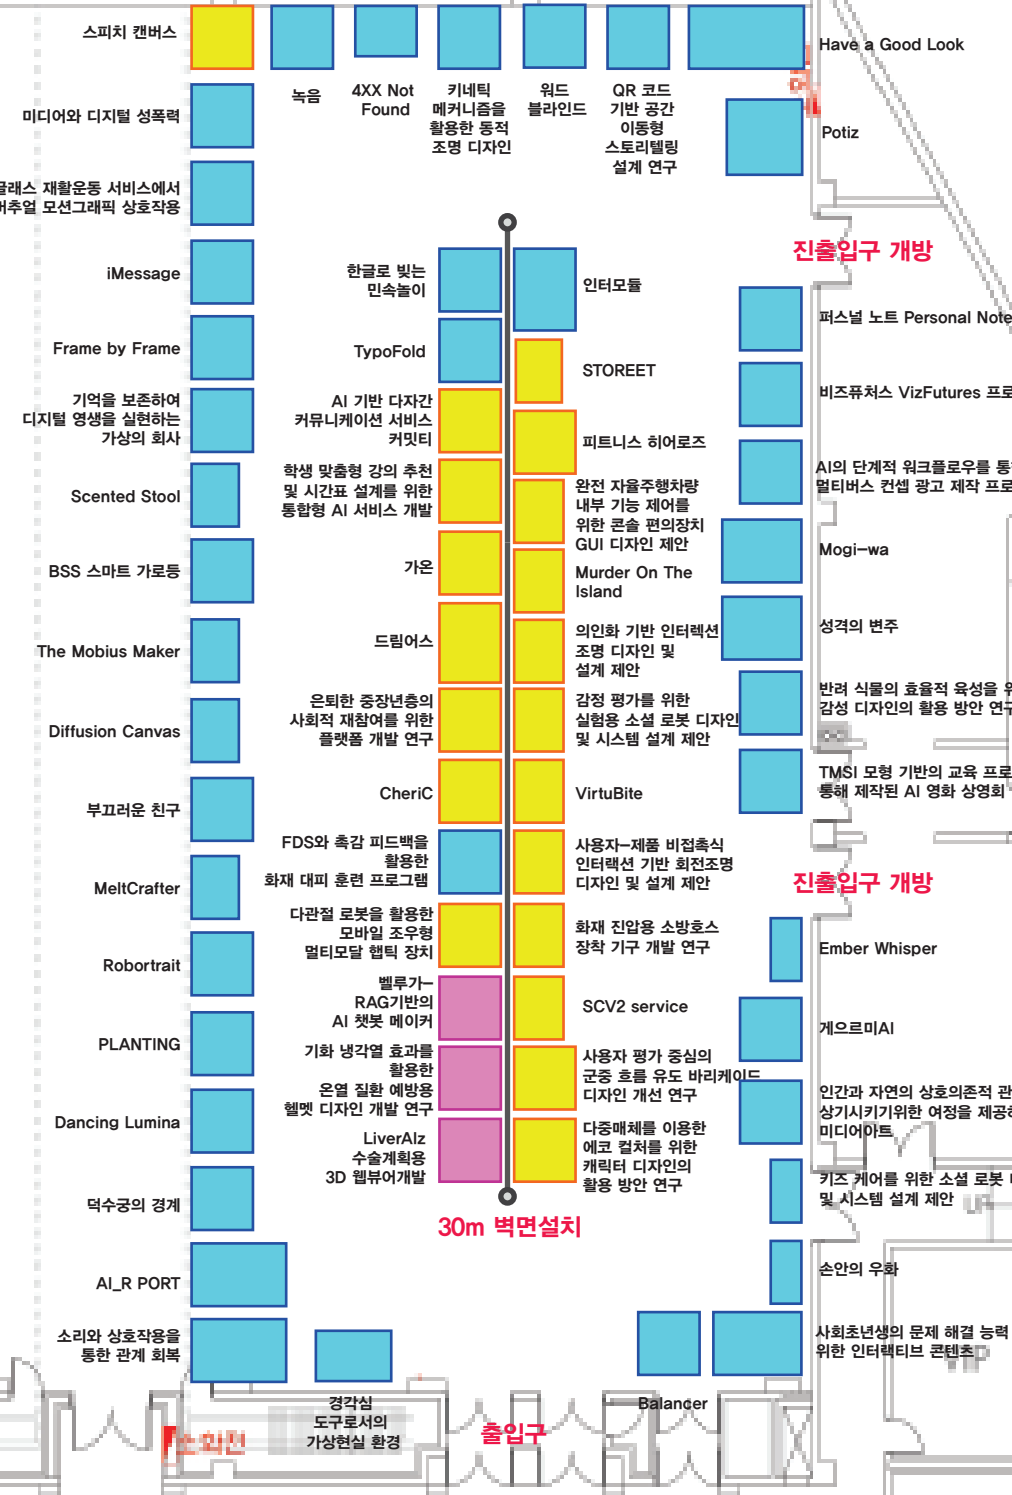 스피치 캔버스
녹음
4XX Not
Found
키네틱
메커니즘을
활용한 동적
조명 디자인
워드
블라인드
QR 코드
기반 공간
이동형
스토리텔링
설계 연구
Have a Good Look
Potiz
진출입구 개방
미디어와 디지털 성폭력
글래스 재활운동 서비스에서
버추얼 모션그래픽 상호작용
iMessage
Frame by Frame
기억을 보존하여
디지털 영생을 실현하는
가상의 회사
Scented Stool
BSS 스마트 가로등
The Mobius Maker
Diffusion Canvas
부끄러운 친구
MeltCrafter
Robortrait
PLANTING
Dancing Lumina
덕수궁의 경계
AI_R PORT
소리와 상호작용을
통한 관계 회복
한글로 빚는
민속놀이
TypoFold
AI 기반 다자간
커뮤니케이션 서비스
커밋티
학생 맞춤형 강의 추천
및 시간표 설계를 위한
통합형 AI 서비스 개발
가온
드림어스
은퇴한 중장년층의
사회적 재참여를 위한
플랫폼 개발 연구
CheriC
FDS와 촉감 피드백을
활용한
화재 대피 훈련 프로그램
다관절 로봇을 활용한
모바일 조우형
멀티모달 햅틱 장치
벨루가–
RAG기반의
AI 챗봇 메이커
기화 냉각열 효과를
활용한
온열 질환 예방용
헬멧 디자인 개발 연구
LiverAlz
수술계획용
3D 웹뷰어개발
인터모듈
STOREET
피트니스 히어로즈
완전 자율주행차량
내부 기능 제어를
위한 콘솔 편의장치
GUI 디자인 제안
Murder On The
Island
의인화 기반 인터렉션
조명 디자인 및
설계 제안
감정 평가를 위한
실험용 소셜 로봇 디자인
및 시스템 설계 제안
VirtuBite
사용자–제품 비접촉식
인터랙션 기반 회전조명
디자인 및 설계 제안
화재 진압용 소방호스
장착 기구 개발 연구
SCV2 service
사용자 평가 중심의
군중 흐름 유도 바리케이드
디자인 개선 연구
다중매체를 이용한
에코 컬처를 위한
캐릭터 디자인의
활용 방안 연구
30m 벽면설치
퍼스널 노트 Personal Note
비즈퓨처스 VizFutures 프로
AI의 단계적 워크플로우를 통
멀티버스 컨셉 광고 제작 프로
Mogi–wa
성격의 변주
반려 식물의 효율적 육성을 위
감성 디자인의 활용 방안 연구
TMSI 모형 기반의 교육 프로
통해 제작된 AI 영화 상영회
진출입구 개방
Ember Whisper
게으르미AI
인간과 자연의 상호의존적 관
상기시키기위한 여정을 제공하
미디어아트
키즈 케어를 위한 소셜 로봇
및 시스템 설계 제안
UP
손안의 우화
사회초년생의 문제 해결 능력
위한 인터랙티브 콘텐츠
VIP
Balancer
경각심
도구로서의
가상현실 환경
출입구
소화전